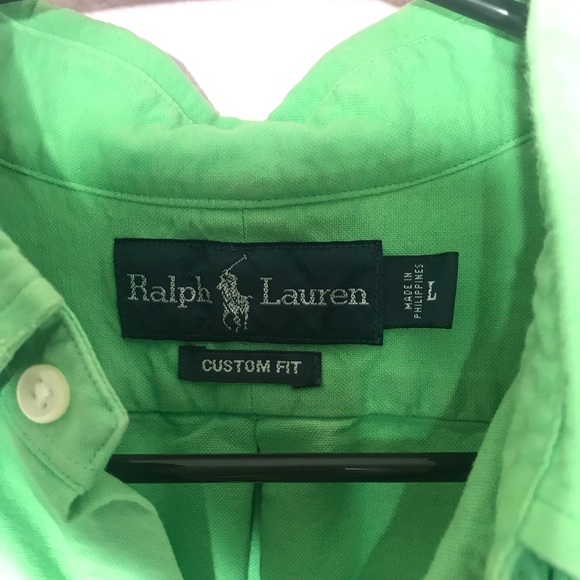 Ralph Lauren
CUSTOM FIT
MADE IN
PHILIPPINES
L